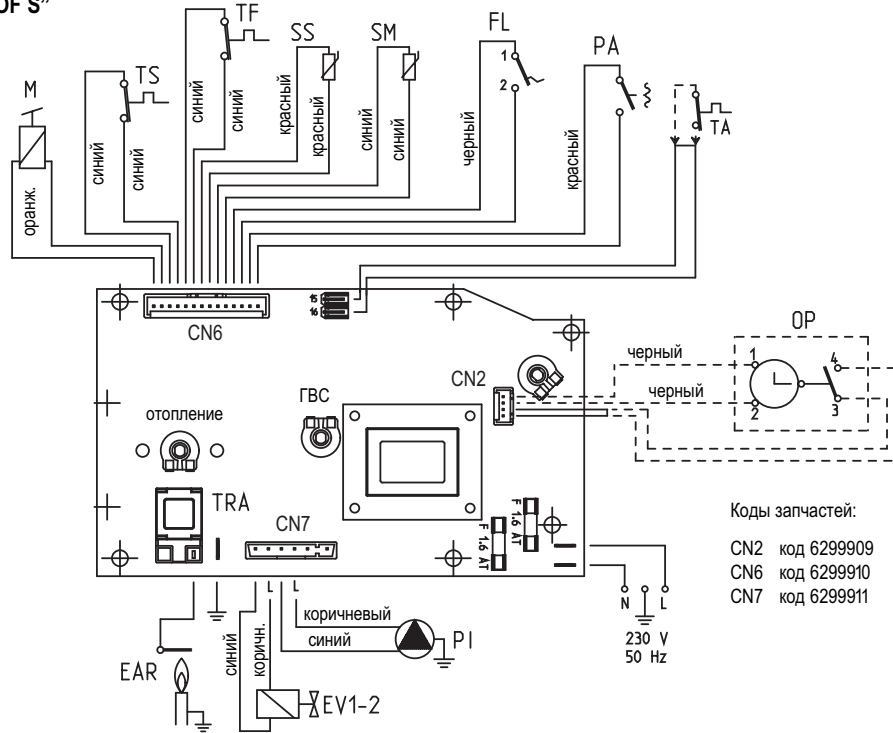 OF S”
TF
SS
SM
FL
PA
M
TS
TA
1
2
синий
синий
красный
красный
синий
синий
черный
красный
синий
синий
оранж.
15
16
CN6
OP
черный
CN2
черный
1
2
4
3
ГВС
отопление
TRA
CN7
F 1.6 AT
F 1.6 AT
Коды запчастей:
CN2 код 6299909
CN6 код 6299910
CN7 код 6299911
L
L
коричневый
синий
PI
N
L
230 V
50 Hz
синий
коричн.
EAR
EV1-2